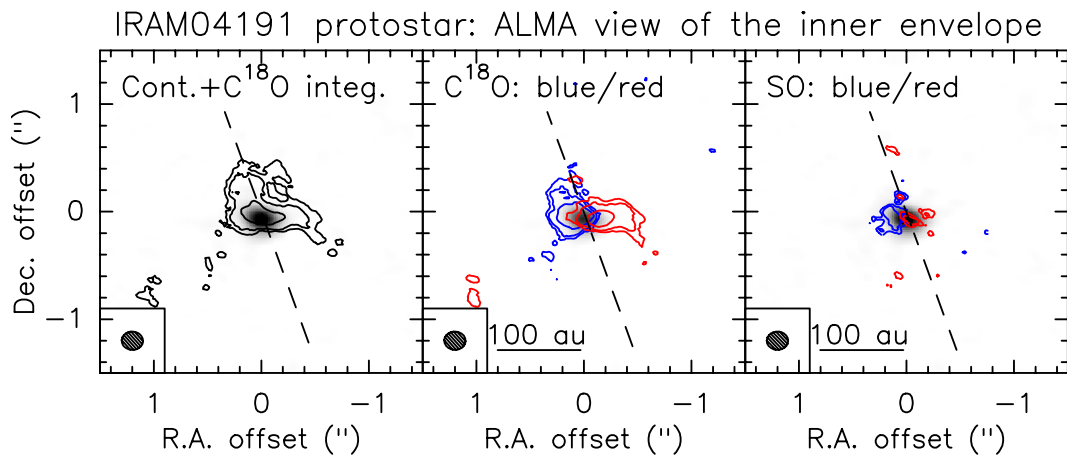 IRAM04191 protostar: ALMA view of the inner envelope
Cont.+C¹⁸O integ.
C¹⁸O: blue/red
SO: blue/red
Dec. offset (")
1
0
−1
100 au
100 au
1 0 −1
1 0 −1
1 0 −1
R.A. offset (")
R.A. offset (")
R.A. offset (")